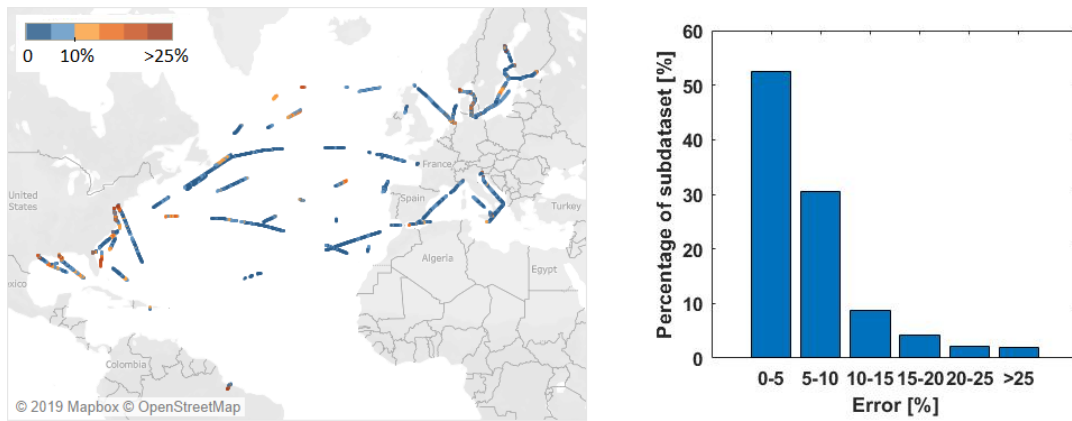 0 10% >25%
United
States
xico
Colombia
France
Spain
Algeria
Turkey
Egypt
© 2019 Mapbox © OpenStreetMap
Percentage of subdataset [%]
60
50
40
30
20
10
0
0-5 5-10 10-15 15-20 20-25 >25
Error [%]